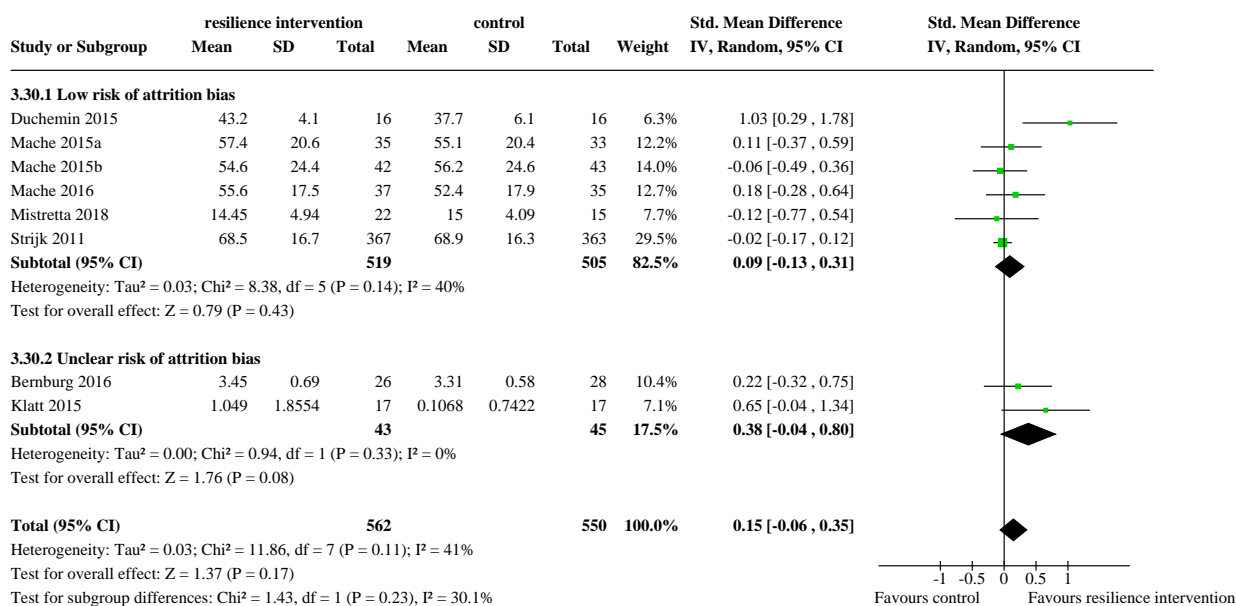 resilience intervention control Std. Mean Difference Std. Mean Difference
Study or Subgroup Mean SD Total Mean SD Total Weight IV, Random, 95% CI IV, Random, 95% CI
3.30.1 Low risk of attrition bias
Duchemin 2015 43.2 4.1 16 37.7 6.1 16 6.3% 1.03 [0.29 , 1.78]
Mache 2015a 57.4 20.6 35 55.1 20.4 33 12.2% 0.11 [-0.37 , 0.59]
Mache 2015b 54.6 24.4 42 56.2 24.6 43 14.0% -0.06 [-0.49 , 0.36]
Mache 2016 55.6 17.5 37 52.4 17.9 35 12.7% 0.18 [-0.28 , 0.64]
Mistretta 2018 14.45 4.94 22 15 4.09 15 7.7% -0.12 [-0.77 , 0.54]
Strijk 2011 68.5 16.7 367 68.9 16.3 363 29.5% -0.02 [-0.17 , 0.12]
Subtotal (95% CI) 519 505 82.5% 0.09 [-0.13 , 0.31]
Heterogeneity: Tau² = 0.03; Chi² = 8.38, df = 5 (P = 0.14); I² = 40%
Test for overall effect: Z = 0.79 (P = 0.43)
3.30.2 Unclear risk of attrition bias
Bernburg 2016 3.45 0.69 26 3.31 0.58 28 10.4% 0.22 [-0.32 , 0.75]
Klatt 2015 1.049 1.8554 17 0.1068 0.7422 17 7.1% 0.65 [-0.04 , 1.34]
Subtotal (95% CI) 43 45 17.5% 0.38 [-0.04 , 0.80]
Heterogeneity: Tau² = 0.00; Chi² = 0.94, df = 1 (P = 0.33); I² = 0%
Test for overall effect: Z = 1.76 (P = 0.08)
Total (95% CI) 562 550 100.0% 0.15 [-0.06 , 0.35]
Heterogeneity: Tau² = 0.03; Chi² = 11.86, df = 7 (P = 0.11); I² = 41%
Test for overall effect: Z = 1.37 (P = 0.17) -1 -0.5 0 0.5 1
Test for subgroup differences: Chi² = 1.43, df = 1 (P = 0.23), I² = 30.1% Favours control Favours resilience intervention